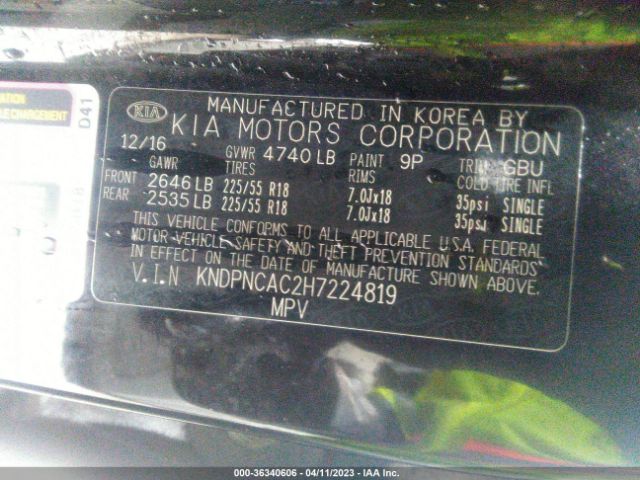 ATION
LE CHARGEMENT
D41
KIA
MANUFACTURED IN KOREA BY
KIA MOTORS CORPORATION
12/16 GVWR 4740 LB PAINT 9P TRIM GBU
GAWR TIRES RIMS COLD TIRE INFL
FRONT 2646 LB 225/55 R18 7.0Jx18 35psi SINGLE
REAR 2535 LB 225/55 R18 7.0Jx18 35psi SINGLE
THIS VEHICLE CONFORMS TO ALL APPLICABLE U.S.A. FEDERAL
MOTOR VEHICLE SAFETY AND THEFT PREVENTION STANDARDS
IN EFFECT ON THE DATE OF MANUFACTURE SHOWN ABOVE.
V.I.N KNDPNCAC2H7224819
MPV
000-36340606 - 04/11/2023 - IAA Inc.